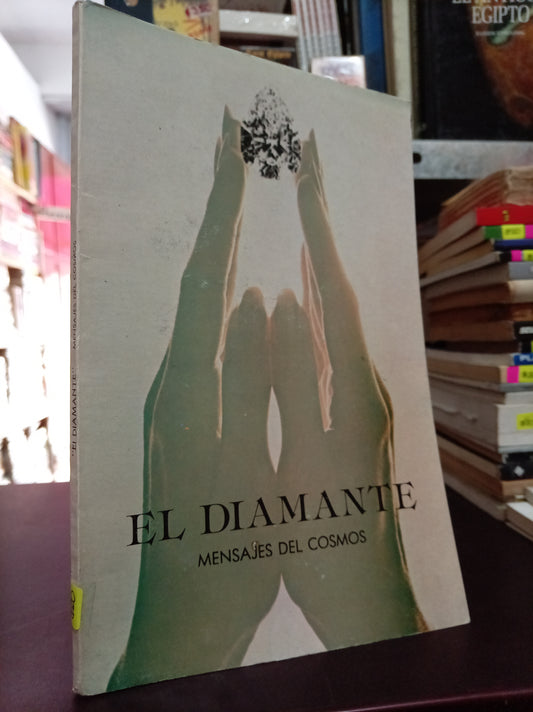 EL DIAMANTE
MENSAJES DEL COSMOS
"El DIAMANTE" MENSAJES DEL COSMOS
EGIPTO